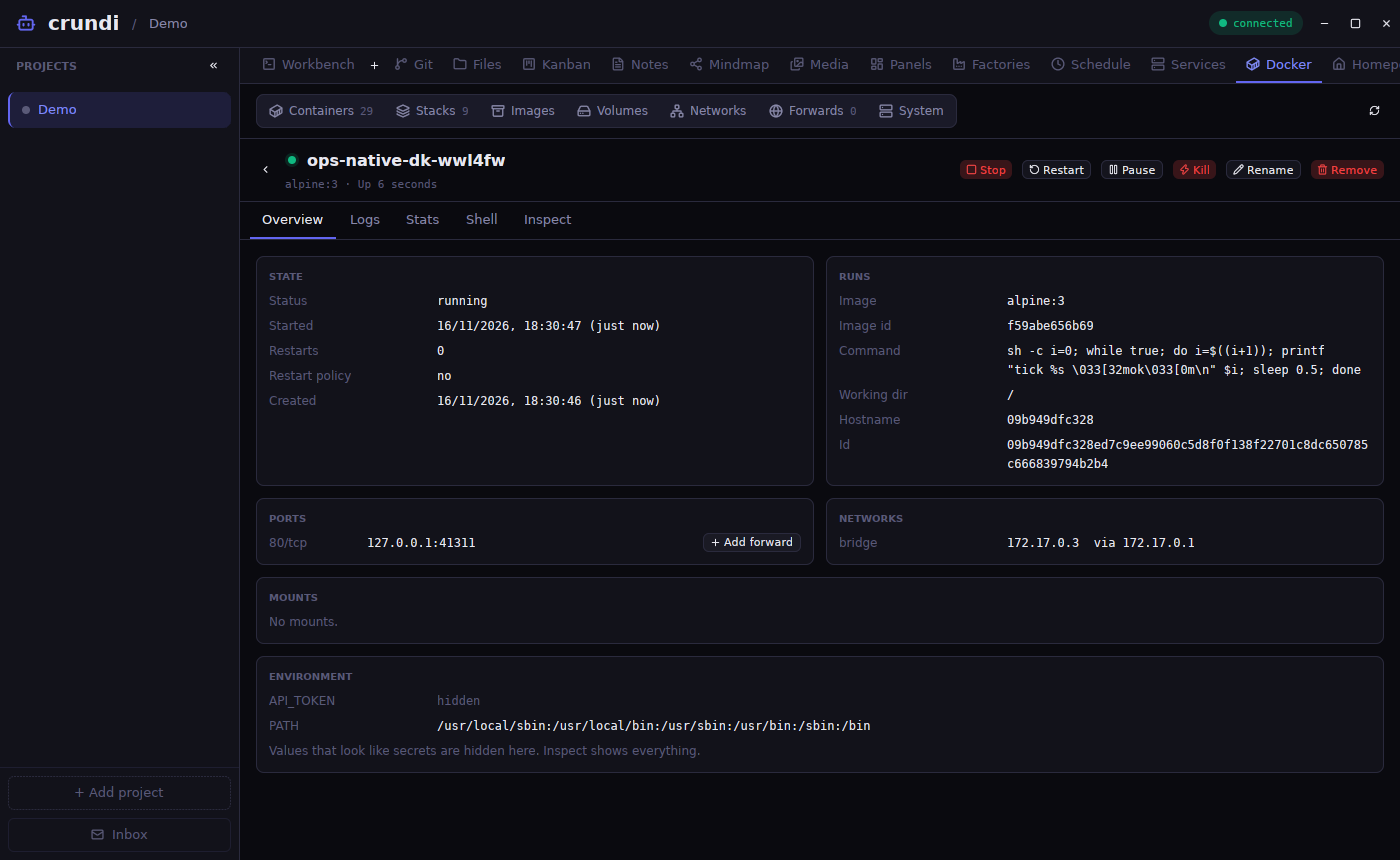 crundi / Demo
connected
PROJECTS «
Workbench + Git Files Kanban Notes Mindmap Media Panels Factories Schedule Services Docker Homep
Demo
Containers 29 Stacks 9 Images Volumes Networks Forwards 0 System
ops-native-dk-wwl4fw
alpine:3 · Up 6 seconds
Stop Restart Pause Kill Rename Remove
Overview Logs Stats Shell Inspect
STATE
Status running
Started 16/11/2026, 18:30:47 (just now)
Restarts 0
Restart policy no
Created 16/11/2026, 18:30:46 (just now)
RUNS
Image alpine:3
Image id f59abe656b69
Command sh -c i=0; while true; do i=$((i+1)); printf
"tick %s \033[32mok\033[0m\n" $i; sleep 0.5; done
Working dir /
Hostname 09b949dfc328
Id 09b949dfc328ed7c9ee99060c5d8f0f138f22701c8dc650785
c666839794b2b4
PORTS
80/tcp 127.0.0.1:41311 + Add forward
NETWORKS
bridge 172.17.0.3 via 172.17.0.1
MOUNTS
No mounts.
ENVIRONMENT
API_TOKEN hidden
PATH /usr/local/sbin:/usr/local/bin:/usr/sbin:/usr/bin:/sbin:/bin
Values that look like secrets are hidden here. Inspect shows everything.
+ Add project
Inbox